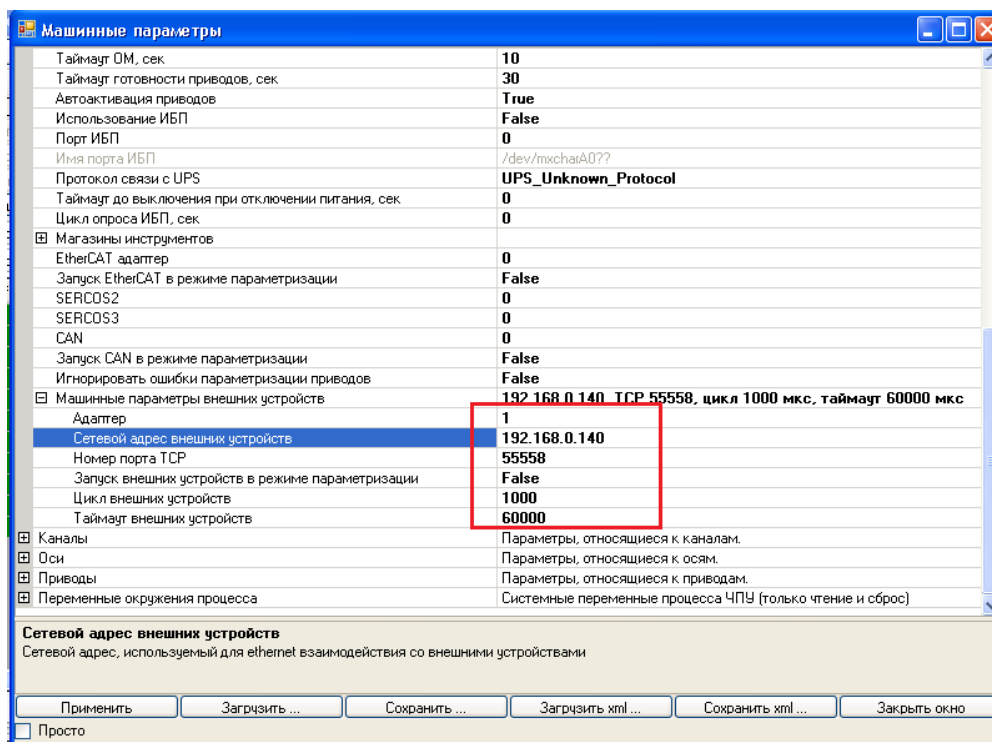 Машинные параметры
Таймаут ОМ, сек 10
Таймаут готовности приводов, сек 30
Автоактивация приводов True
Использование ИБП False
Порт ИБП 0
Имя порта ИБП /dev/mxcharA0??
Протокол связи с UPS UPS_Unknown_Protocol
Таймаут до выключения при отключении питания, сек 0
Цикл опроса ИБП, сек 0
Магазины инструментов
EtherCAT адаптер 0
Запуск EtherCAT в режиме параметризации False
SERCOS2 0
SERCOS3 0
CAN 0
Запуск CAN в режиме параметризации False
Игнорировать ошибки параметризации приводов False
Машинные параметры внешних устройств 192.168.0.140, TCP 55558, цикл 1000 мкс, таймаут 60000 мкс
Адаптер 1
Сетевой адрес внешних устройств 192.168.0.140
Номер порта TCP 55558
Запуск внешних устройств в режиме параметризации False
Цикл внешних устройств 1000
Таймаут внешних устройств 60000
Каналы Параметры, относящиеся к каналам.
Оси Параметры, относящиеся к осям.
Приводы Параметры, относящиеся к приводам.
Переменные окружения процесса Системные переменные процесса ЧПУ (только чтение и сброс)
Сетевой адрес внешних устройств
Сетевой адрес, используемый для ethernet взаимодействия со внешними устройствами
Применить Загрузить ... Сохранить ... Загрузить xml ... Сохранить xml ... Закрыть окно
Просто